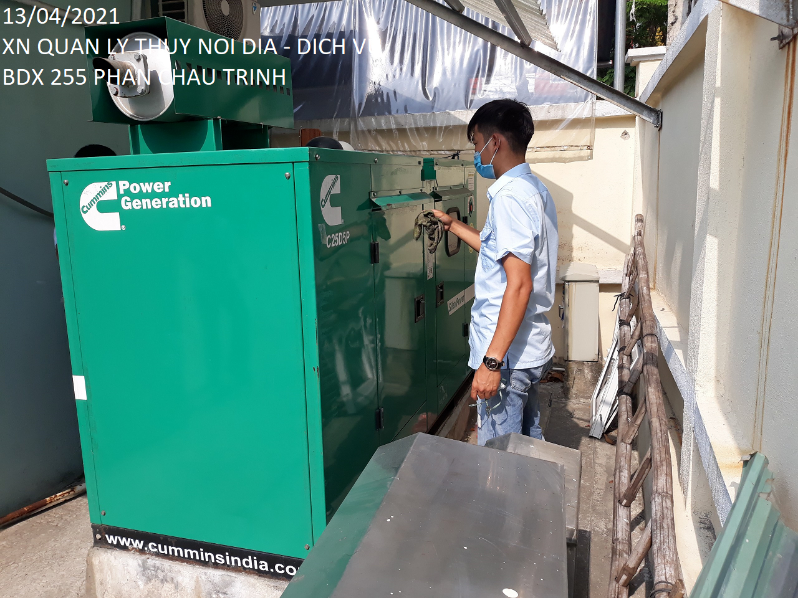 13/04/2021
XN QUAN LY THUY NOI DIA - DICH V
BDX 255 PHAN CHAU TRINH
Cummins
Power
Generation
Cummins
C25D5P
www.cumminsindia.co